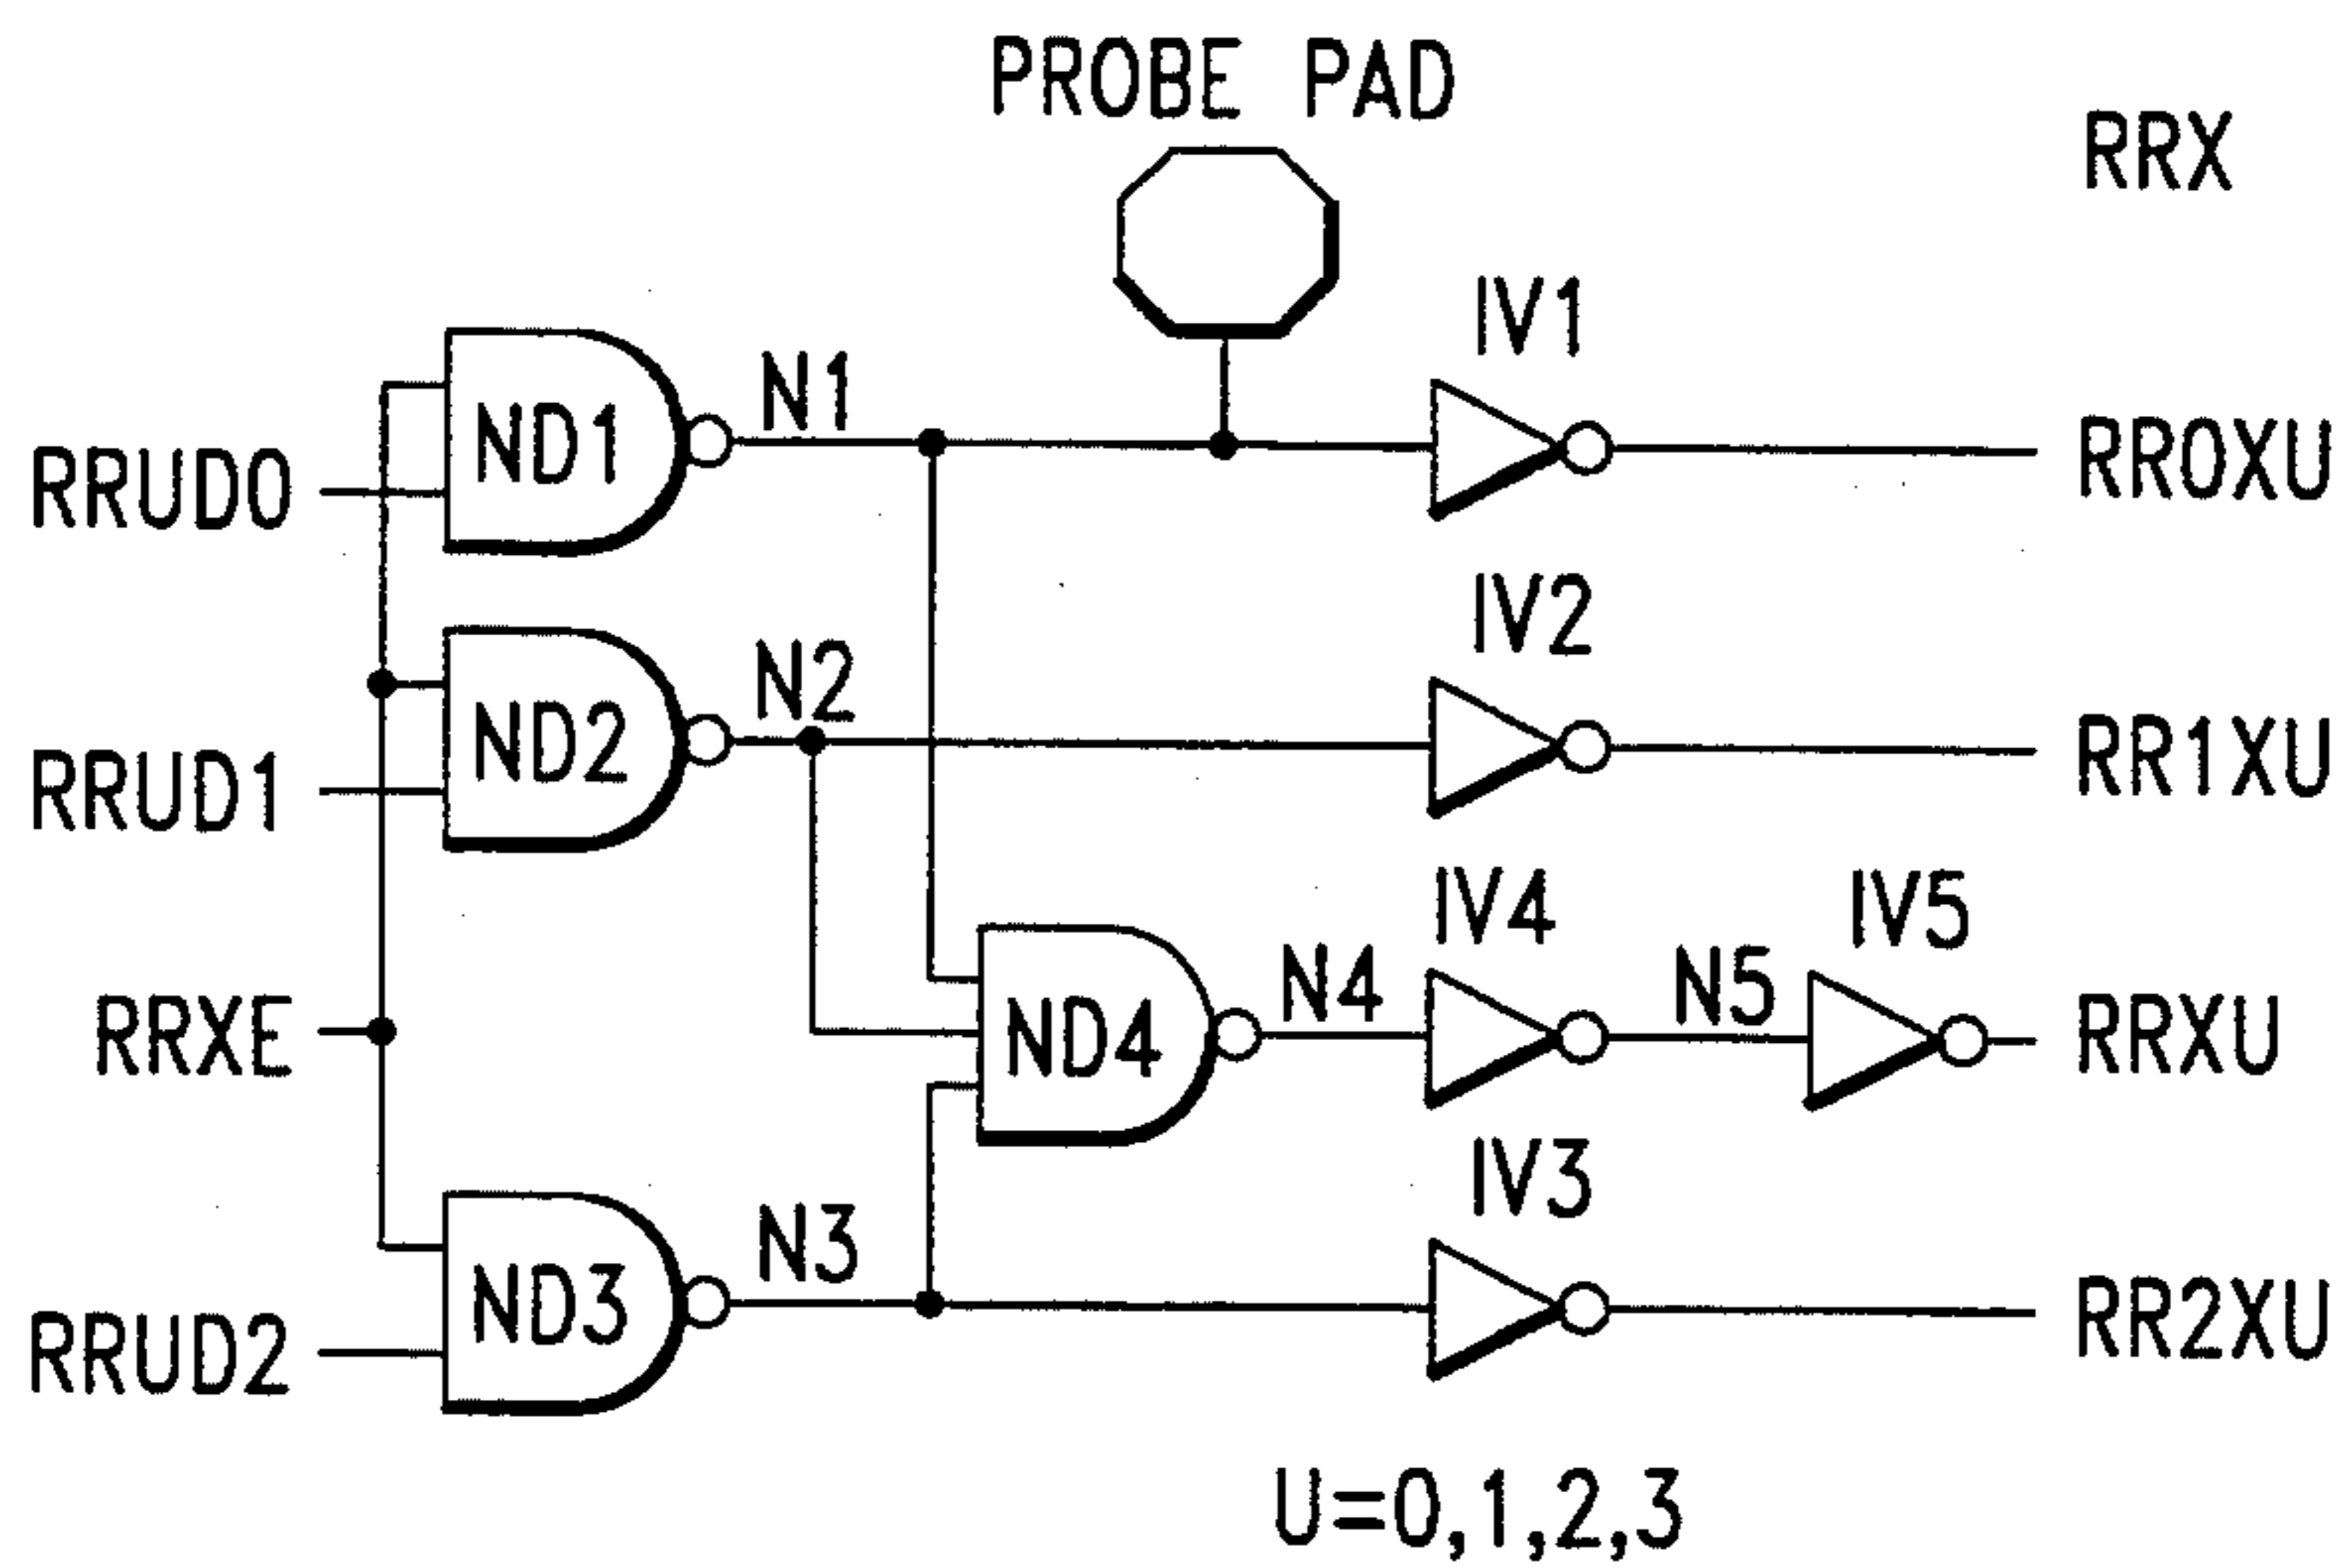 PROBE PAD
RRX
IV1
N1
ND1
RRUD0
RR0XU
IV2
N2
ND2
RRUD1
RR1XU
IV4
IV5
N4
N5
RRXE
ND4
RRXU
IV3
N3
ND3
RRUD2
RR2XU
U=0,1,2,3